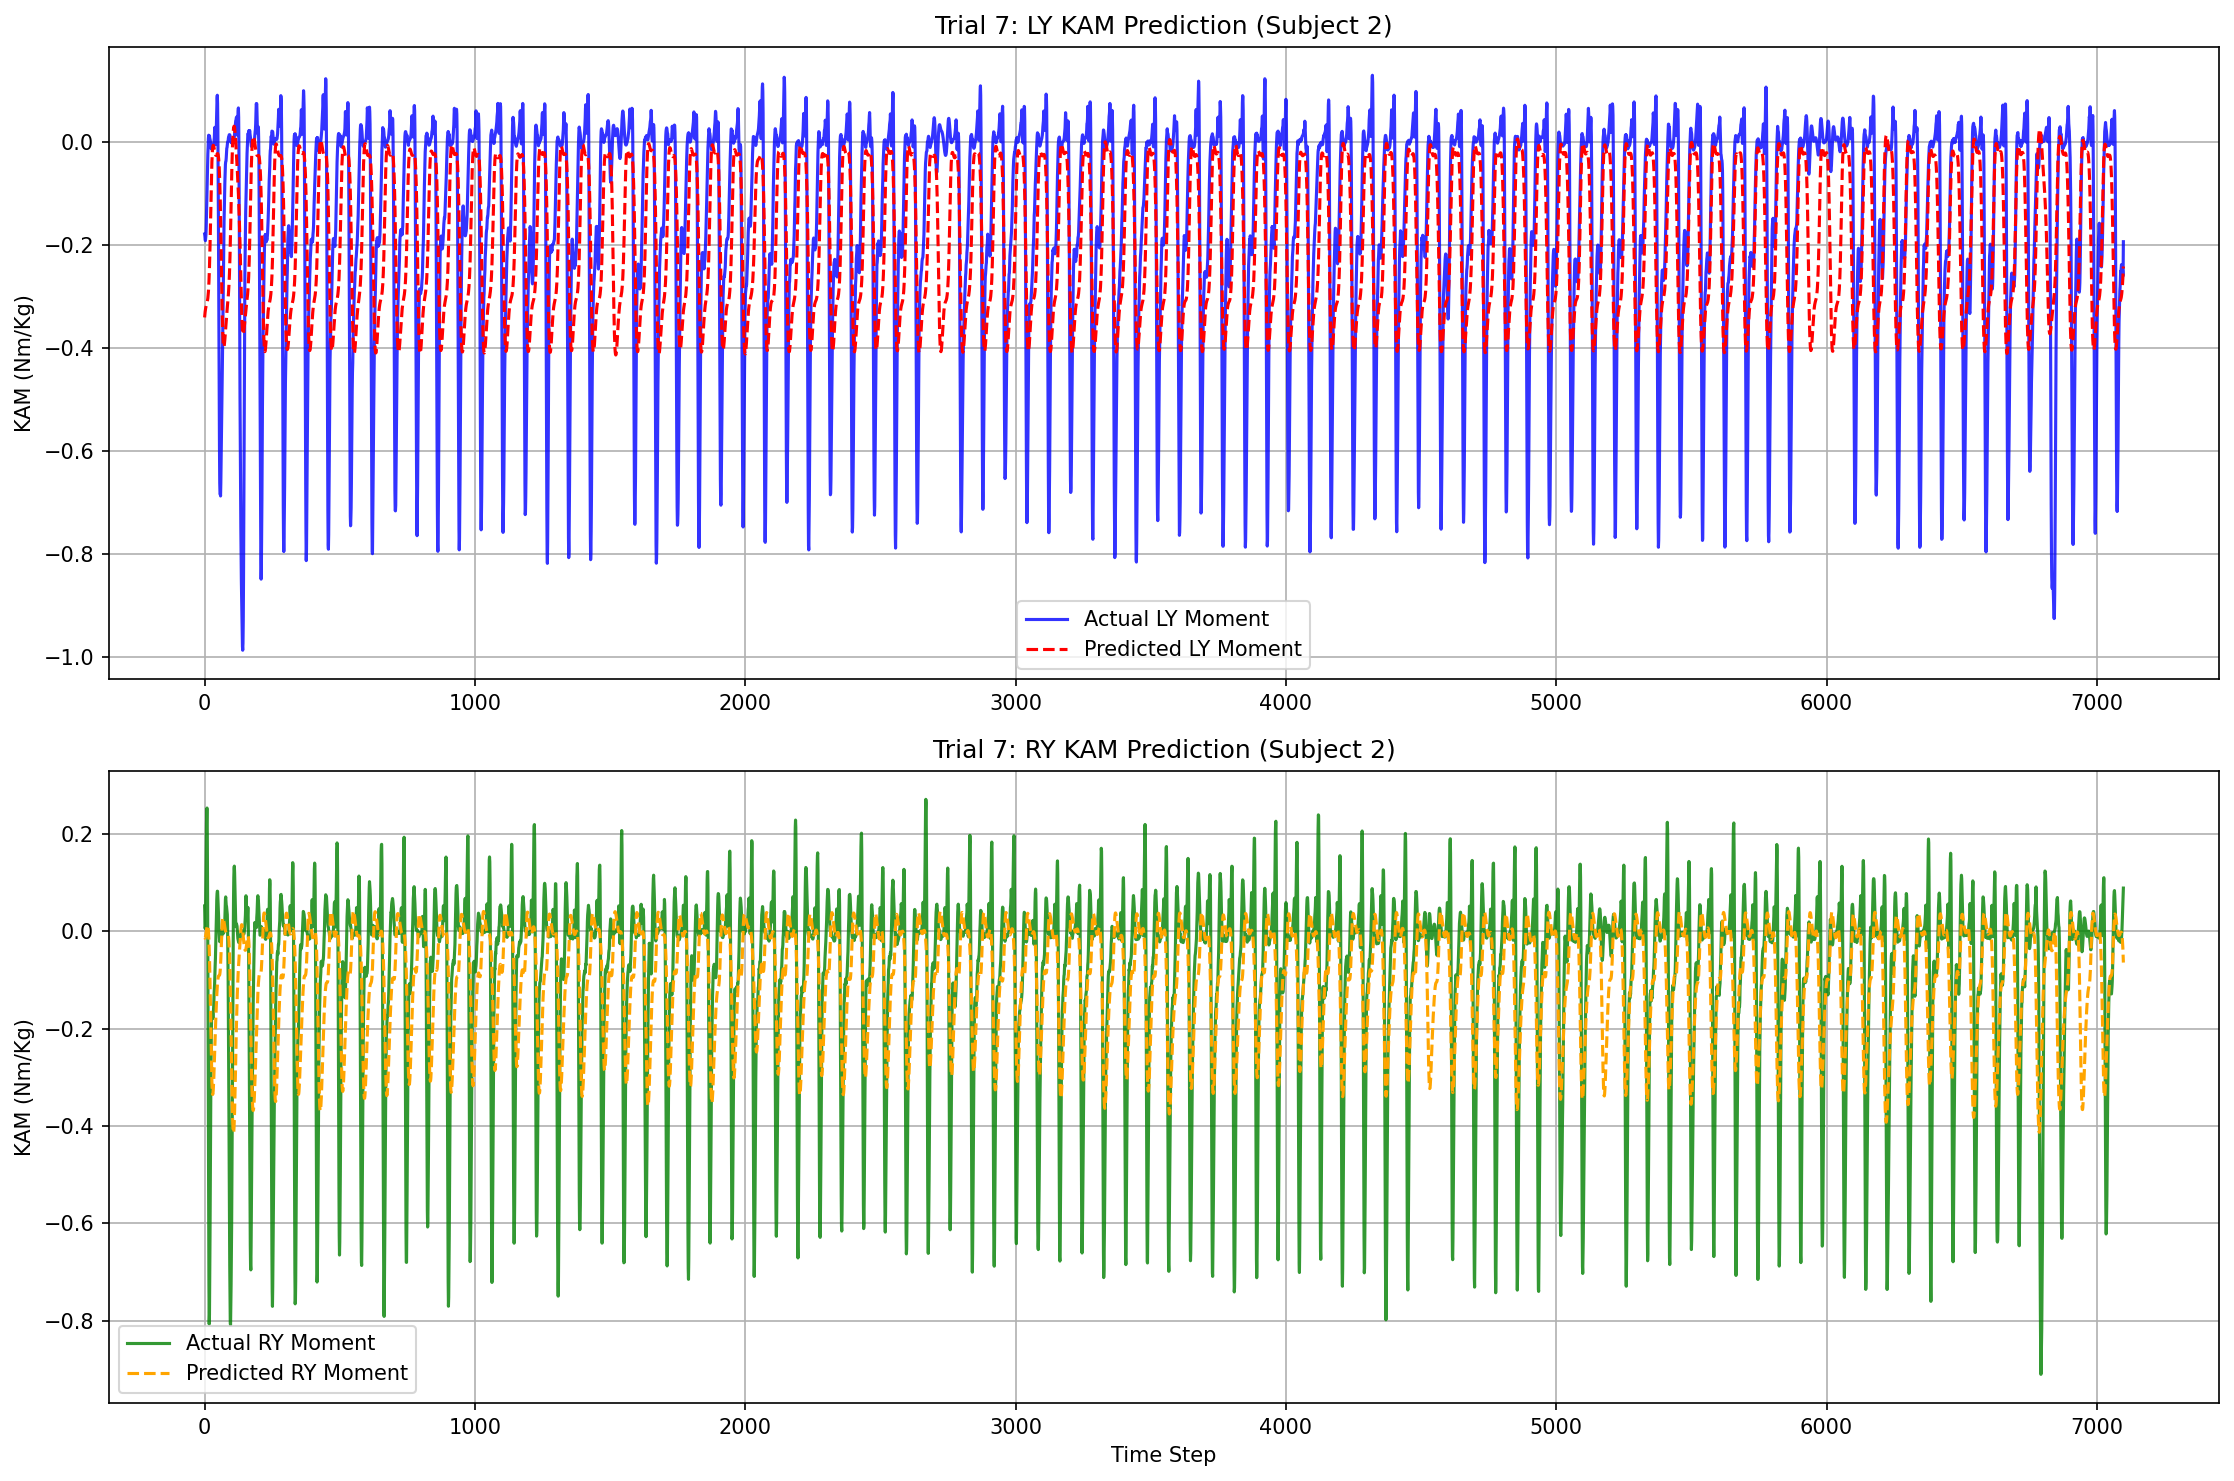 Trial 7: LY KAM Prediction (Subject 2)
KAM (Nm/Kg)
0.0
−0.2
−0.4
−0.6
−0.8
−1.0
Actual LY Moment
Predicted LY Moment
0 1000 2000 3000 4000 5000 6000 7000
Trial 7: RY KAM Prediction (Subject 2)
KAM (Nm/Kg)
0.2
0.0
−0.2
−0.4
−0.6
−0.8
Actual RY Moment
Predicted RY Moment
0 1000 2000 3000 4000 5000 6000 7000
Time Step